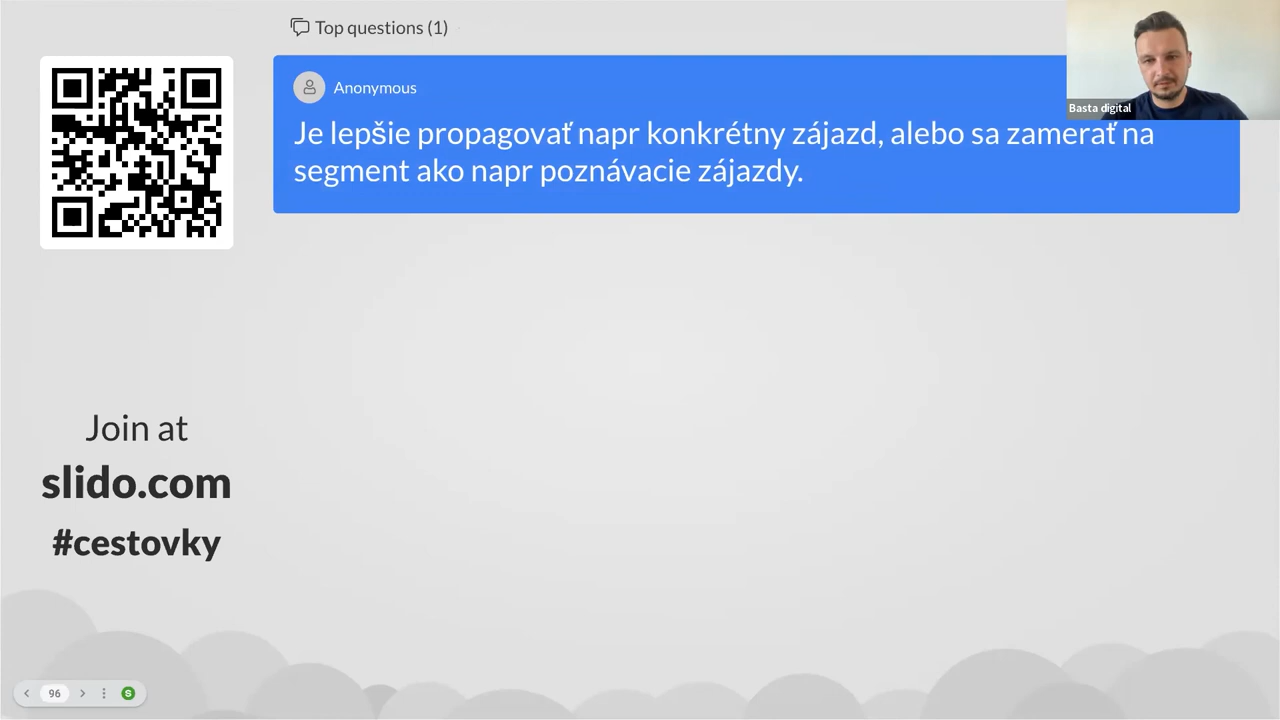 Top questions (1)
Basta digital
Anonymous
Je lepšie propagovať napr konkrétny zájazd, alebo sa zamerať na
segment ako napr poznávacie zájazdy.
Join at
slido.com
#cestovky
96
S